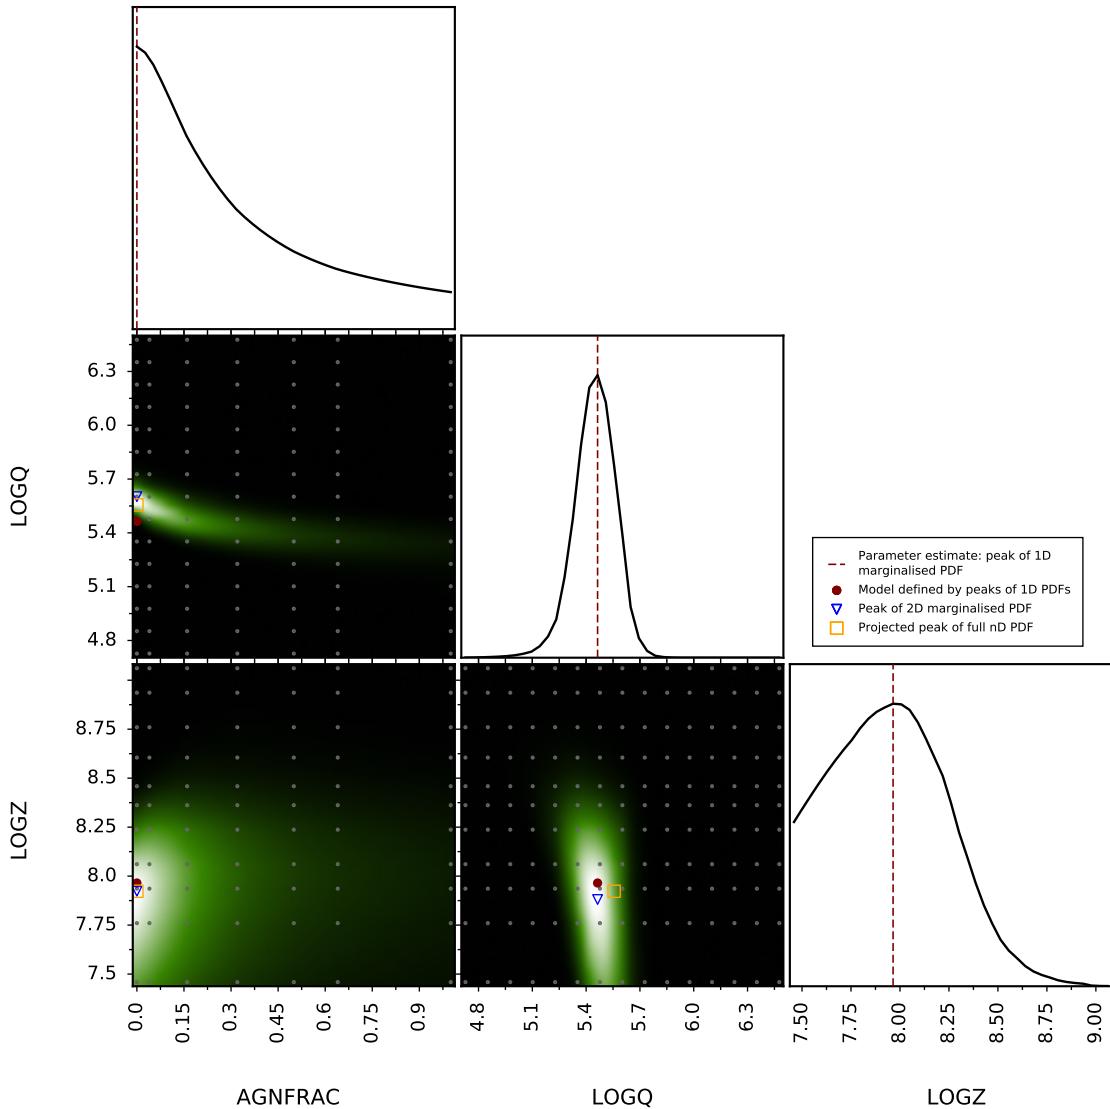 6.3
6.0
5.7
5.4
5.1
4.8
LOGQ
Parameter estimate: peak of 1D
marginalised PDF
Model defined by peaks of 1D PDFs
Peak of 2D marginalised PDF
Projected peak of full nD PDF
8.75
8.5
8.25
8.0
7.75
7.5
LOGZ
0.0 0.15 0.3 0.45 0.6 0.75 0.9
4.8 5.1 5.4 5.7 6.0 6.3
7.50 7.75 8.00 8.25 8.50 8.75 9.00
AGNFRAC LOGQ LOGZ